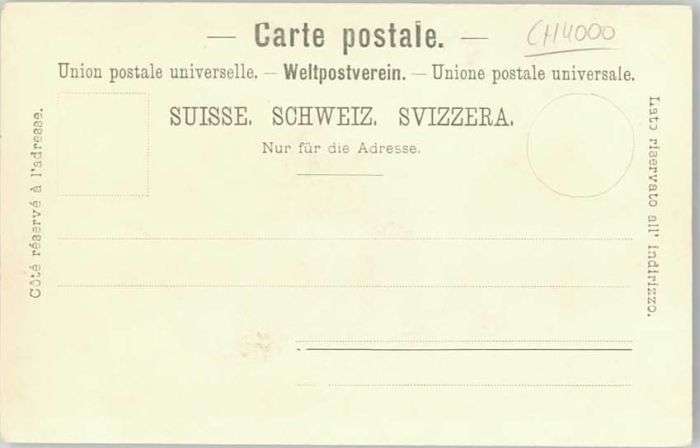 — Carte postale. —
CH4000
Union postale universelle. — Weltpostverein. — Unione postale universale.
SUISSE. SCHWEIZ. SVIZZERA.
Nur für die Adresse.
Côté réservé à l'adresse.
Lato riservato all' indirizzo.